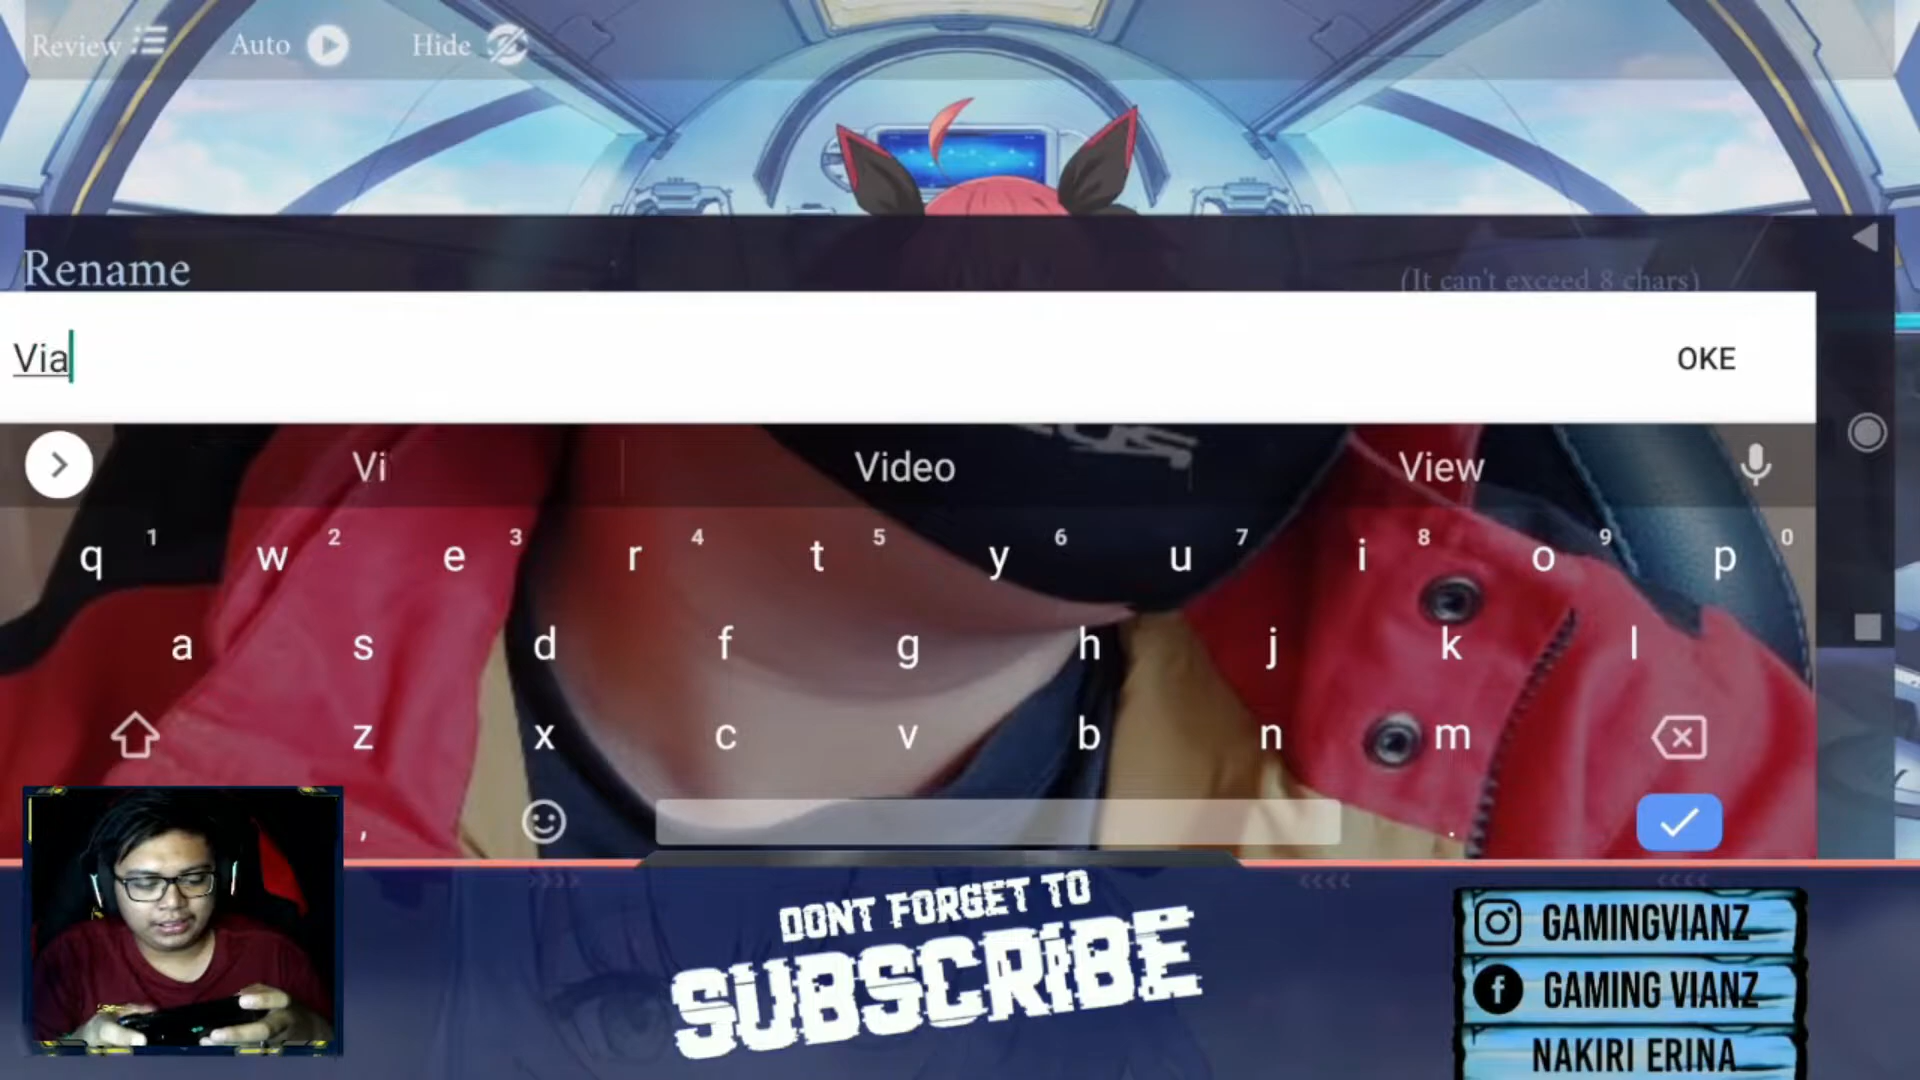 Review
Auto
Hide
Rename
(It can't exceed 8 chars)
Via
OKE
Vi
Video
View
1 2 3 4 5 6 7 8 9 0
q w e r t y u i o p
a s d f g h j k l
z x c v b n m
, .
DONT FORGET TO
SUBSCRIBE
GAMINGVIANZ
GAMING VIANZ
NAKIRI ERINA